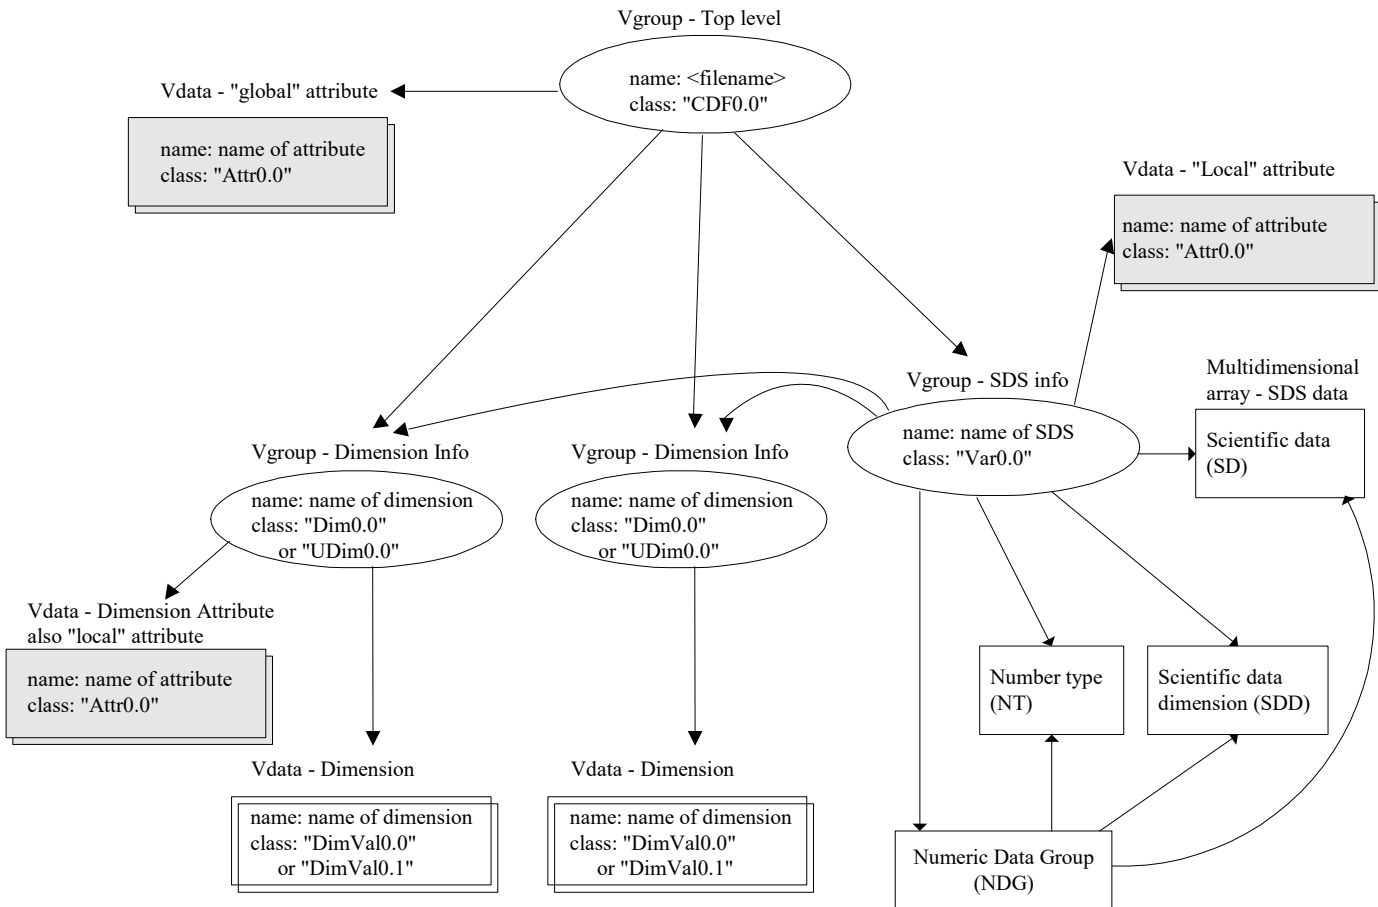 Vgroup - Top level
name: <filename>
class: "CDF0.0"
Vdata - "global" attribute
name: name of attribute
class: "Attr0.0"
Vdata - "Local" attribute
name: name of attribute
class: "Attr0.0"
Vgroup - SDS info
name: name of SDS
class: "Var0.0"
Multidimensional
array - SDS data
Scientific data
(SD)
Vgroup - Dimension Info
name: name of dimension
class: "Dim0.0"
or "UDim0.0"
Vgroup - Dimension Info
name: name of dimension
class: "Dim0.0"
or "UDim0.0"
Vdata - Dimension Attribute
also "local" attribute
name: name of attribute
class: "Attr0.0"
Number type
(NT)
Scientific data
dimension (SDD)
Vdata - Dimension
name: name of dimension
class: "DimVal0.0"
or "DimVal0.1"
Vdata - Dimension
name: name of dimension
class: "DimVal0.0"
or "DimVal0.1"
Numeric Data Group
(NDG)